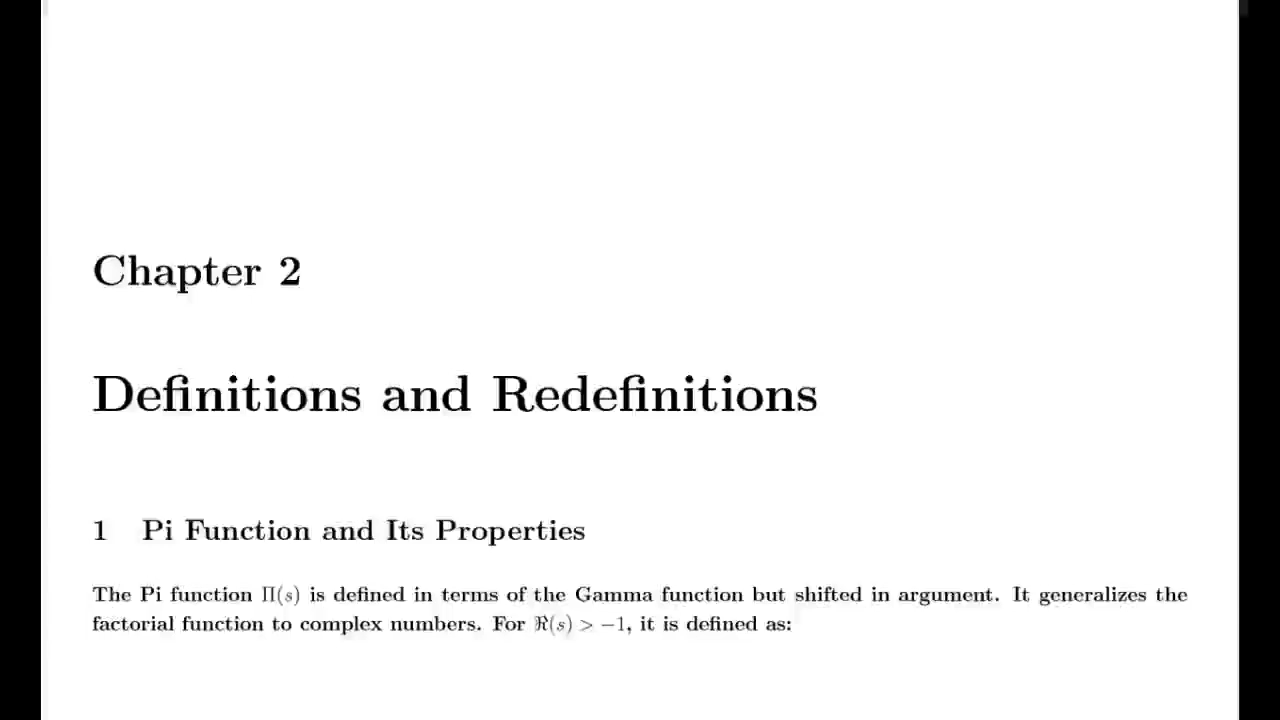 Chapter 2
Definitions and Redefinitions
1 Pi Function and Its Properties
The Pi function Π(s) is defined in terms of the Gamma function but shifted in argument. It generalizes the
factorial function to complex numbers. For ℜ(s) > −1, it is defined as: